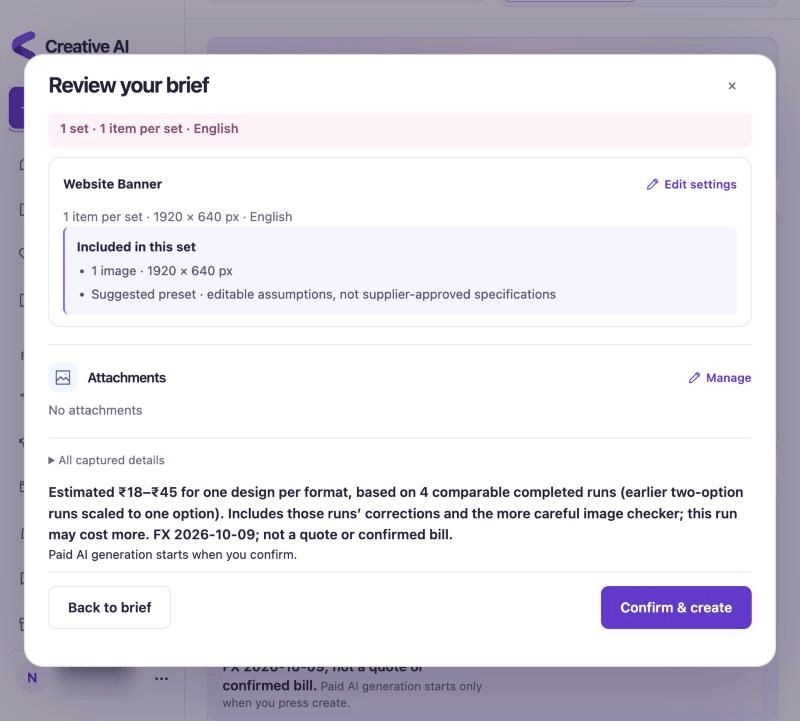 Creative AI
Review your brief
×
1 set · 1 item per set · English
Website Banner
Edit settings
1 item per set · 1920 × 640 px · English
Included in this set
• 1 image · 1920 × 640 px
• Suggested preset · editable assumptions, not supplier-approved specifications
Attachments
Manage
No attachments
▶ All captured details
Estimated ₹18–₹45 for one design per format, based on 4 comparable completed runs (earlier two-option
runs scaled to one option). Includes those runs’ corrections and the more careful image checker; this run
may cost more. FX 2026-10-09; not a quote or confirmed bill.
Paid AI generation starts when you confirm.
Back to brief
Confirm & create
N
...
FX 2026-10-09; not a quote or
confirmed bill. Paid AI generation starts only
when you press create.